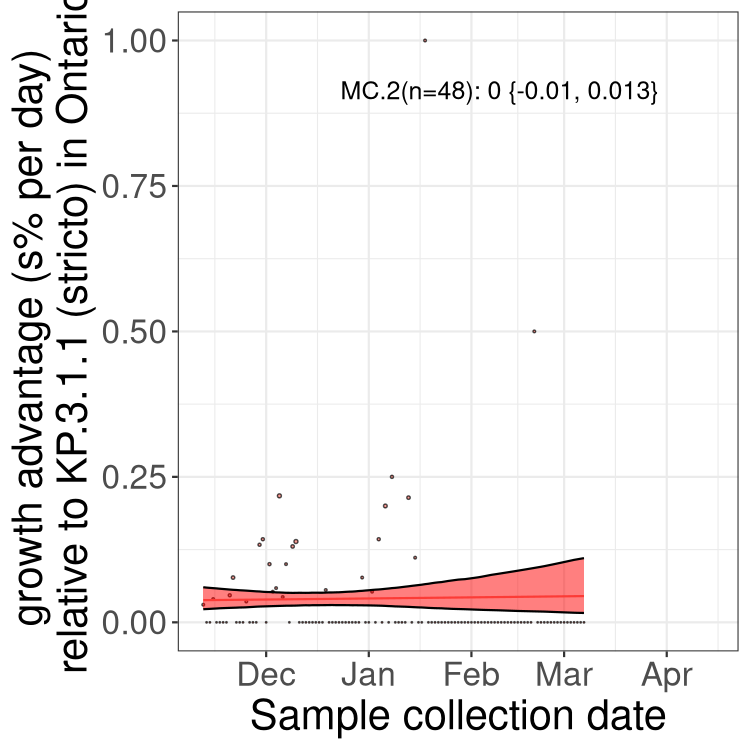 growth advantage (s% per day)
relative to KP.3.1.1 (stricto) in Ontario
1.00
MC.2(n=48): 0 {-0.01, 0.013}
0.75
0.50
0.25
0.00
Dec Jan Feb Mar Apr
Sample collection date